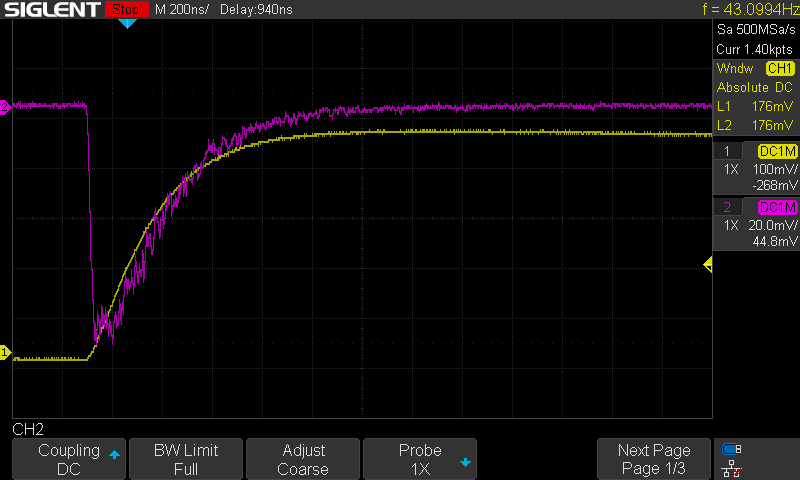 SIGLENT Stop M 200ns/ Delay:940ns f = 43.0994Hz
Sa 500MSa/s
Curr 1.40kpts
Wndw CH1
Absolute DC
L1 176mV
L2 176mV
1 DC1M
1X 100mV/
-268mV
2 DC1M
1X 20.0mV/
44.8mV
2
1
CH2
Coupling DC
BW Limit Full
Adjust Coarse
Probe 1X
Next Page
Page 1/3